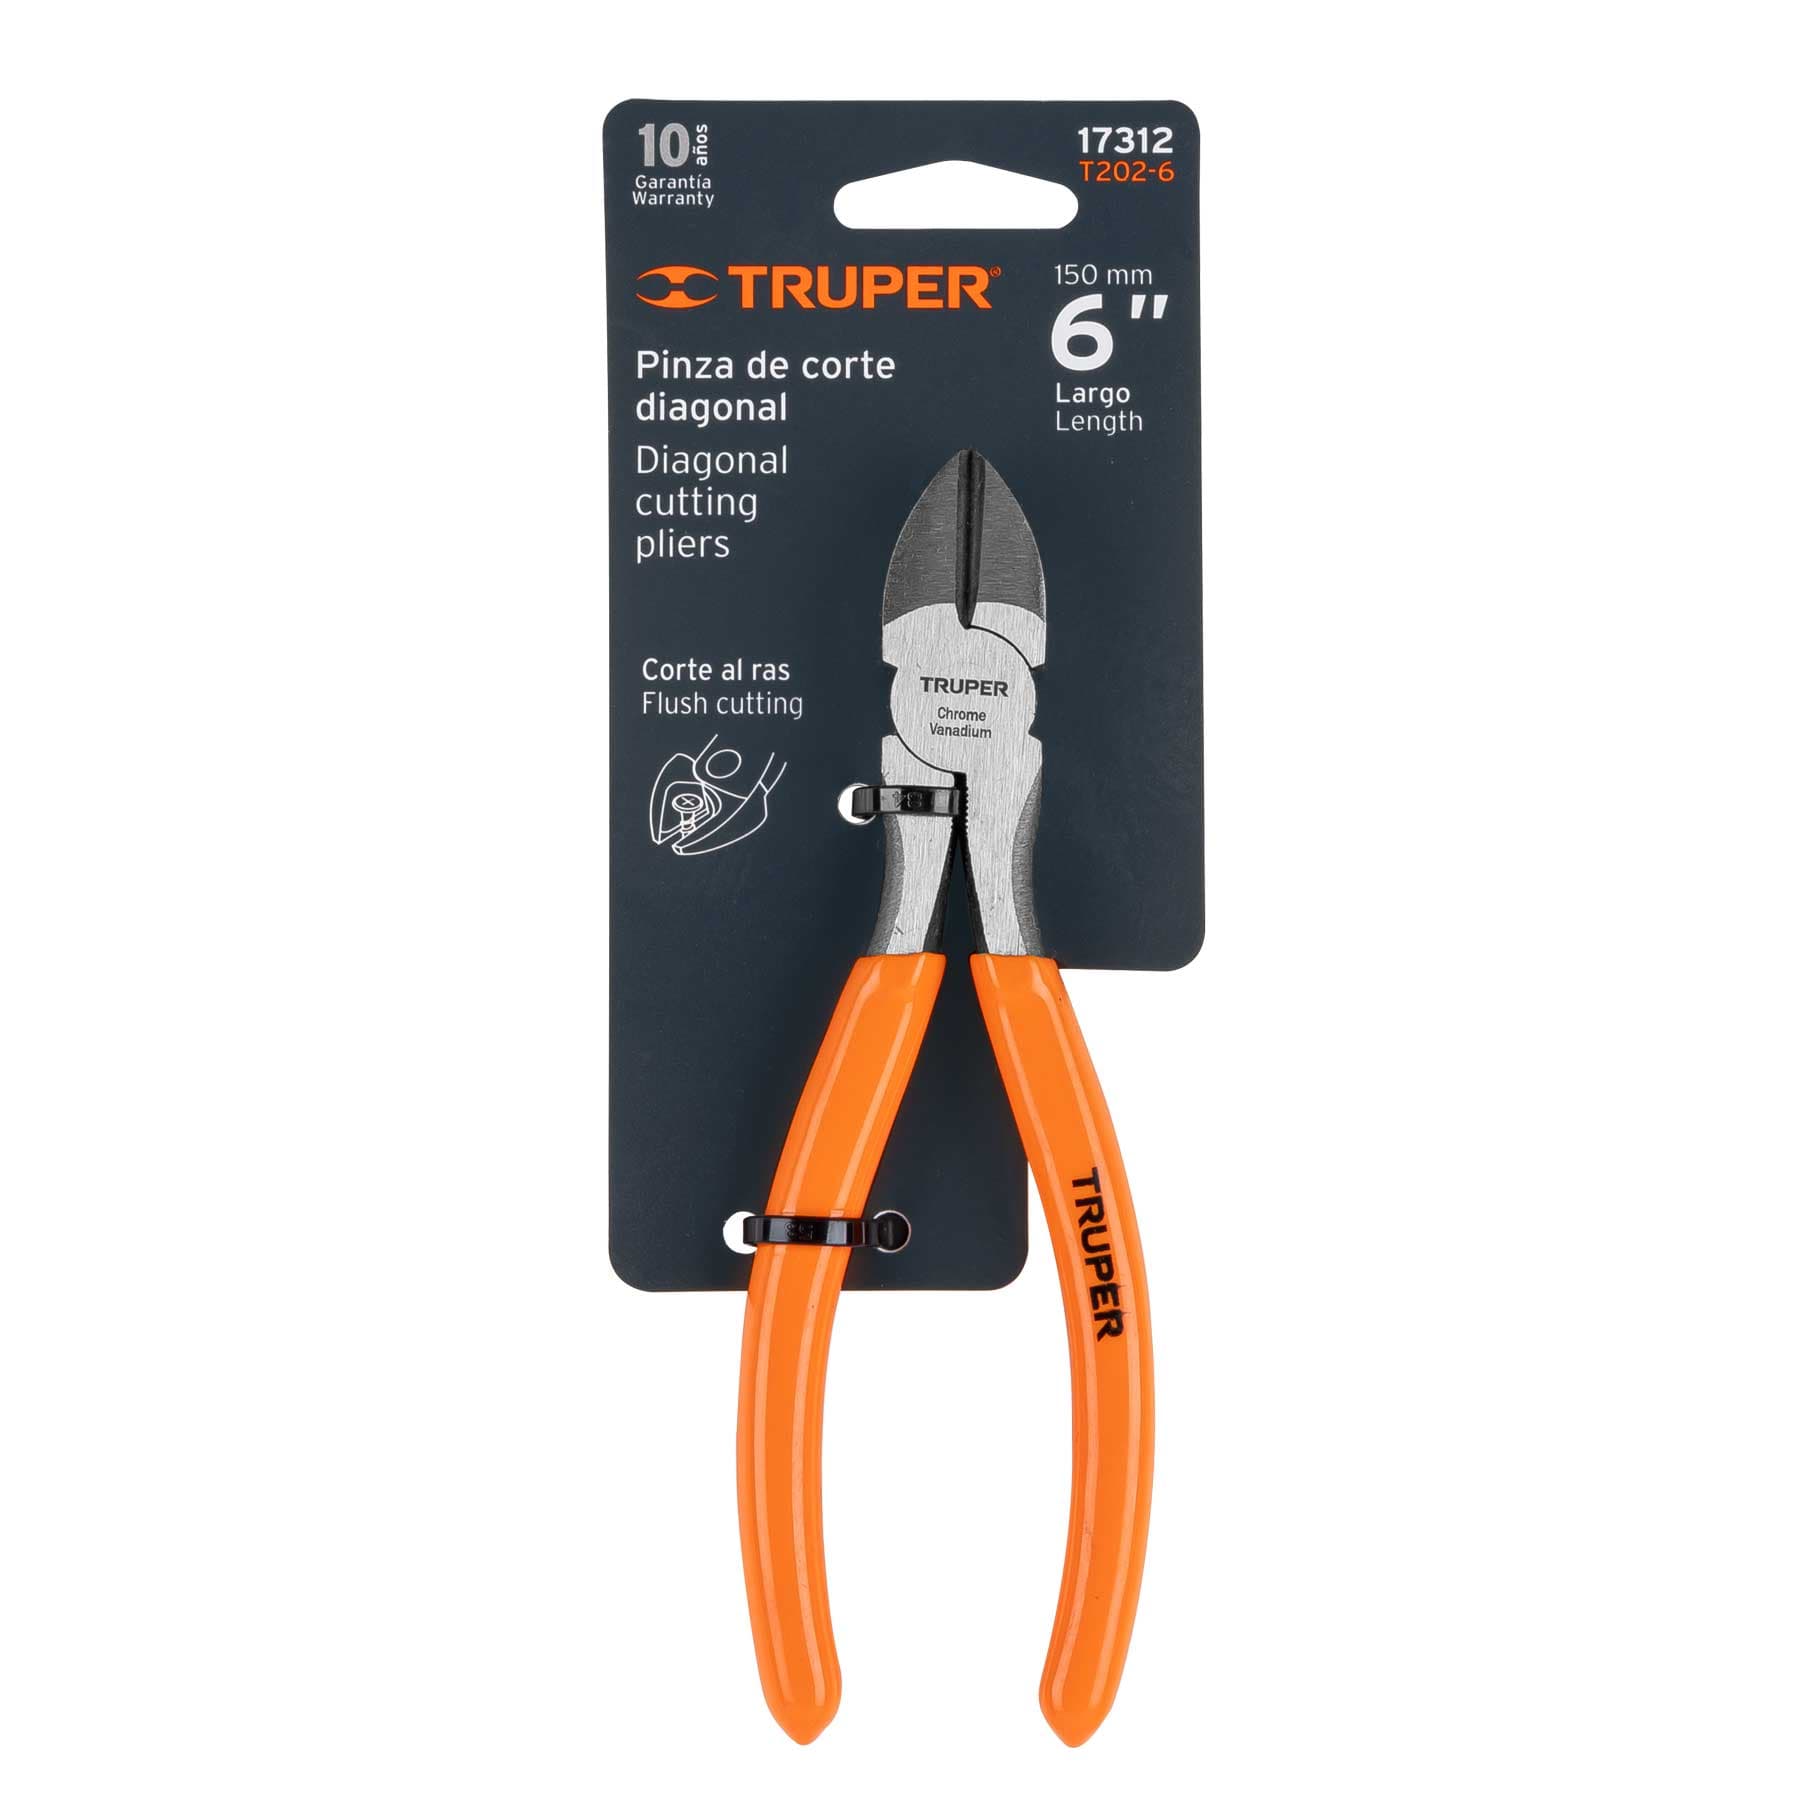 10 años
Garantía
Warranty
17312
T202-6
TRUPER®
150 mm
6"
Largo
Length
Pinza de corte
diagonal
Diagonal
cutting
pliers
Corte al ras
Flush cutting
TRUPER
Chrome
Vanadium
TRUPER